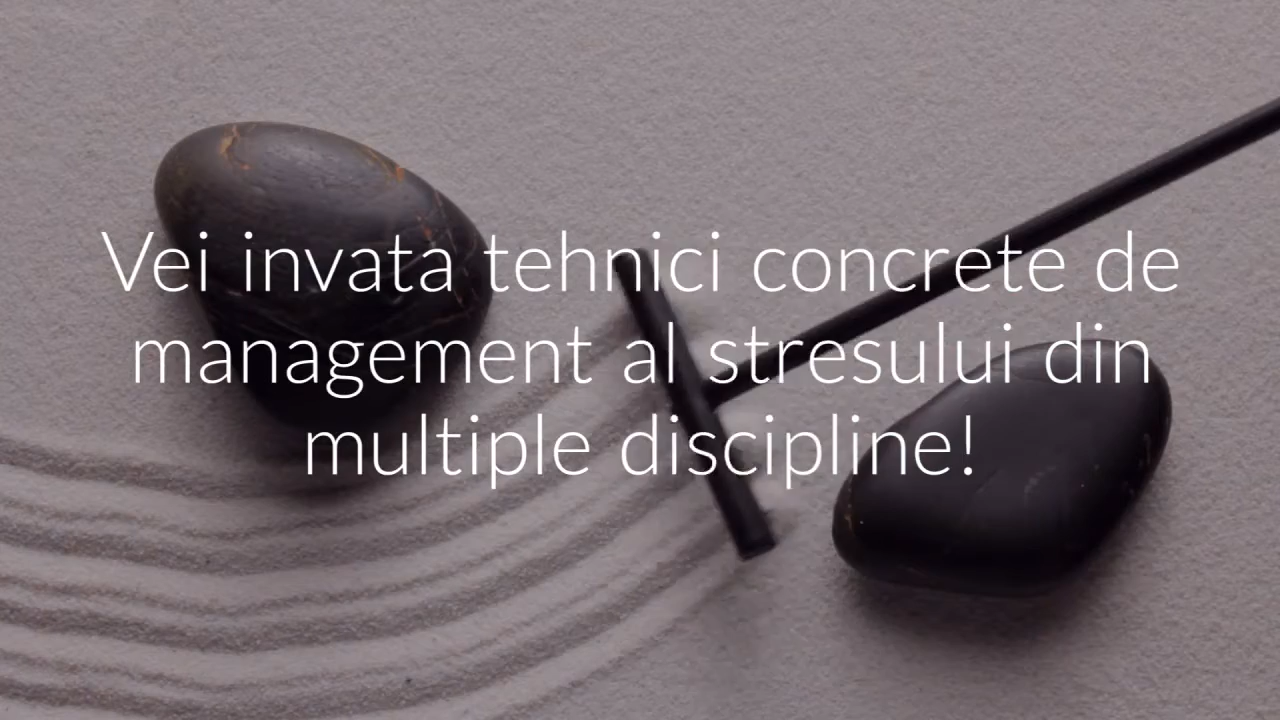 Vei invata tehnici concrete de
management al stresului din
multiple discipline!